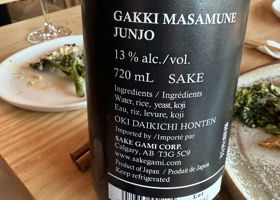 GAKKI MASAMUNE
JUNJO
13 % alc./vol.
720 mL SAKE
Ingredients / Ingrédients
Water, rice, yeast, koji
Eau, riz, levure, koji
OKI DAIKICHI HONTEN
Imported by / Importé par
SAKE GAMI CORP.
Calgary, AB T3G 5C9
www.sakegami.com
Product of Japan / Produit de Japon
Keep refrigerated